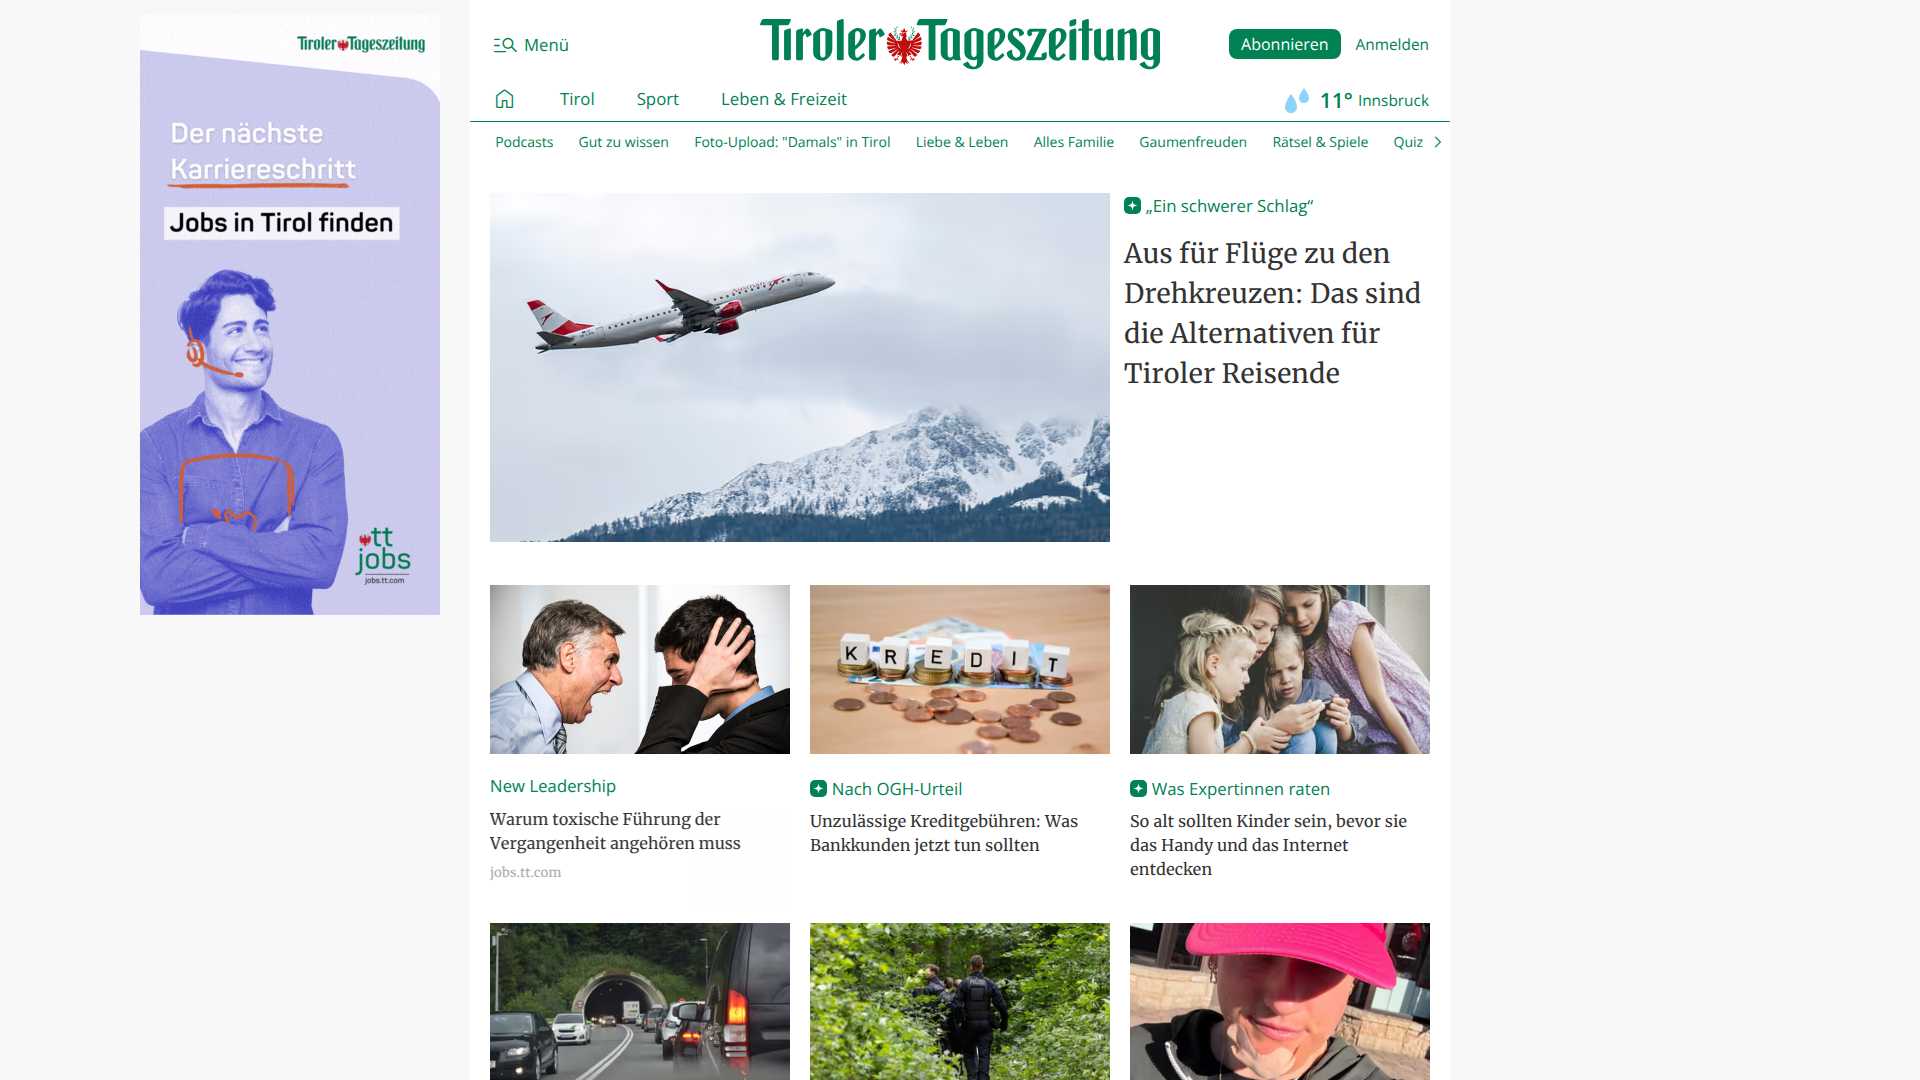 Tiroler Tageszeitung
Der nächste
Karriereschritt
Jobs in Tirol finden
tt
jobs
jobs.tt.com
Menü
Tiroler Tageszeitung
Abonnieren
Anmelden
Tirol
Sport
Leben & Freizeit
11° Innsbruck
Podcasts
Gut zu wissen
Foto-Upload: "Damals" in Tirol
Liebe & Leben
Alles Familie
Gaumenfreuden
Rätsel & Spiele
Quiz
„Ein schwerer Schlag“
Aus für Flüge zu den
Drehkreuzen: Das sind
die Alternativen für
Tiroler Reisende
New Leadership
Warum toxische Führung der
Vergangenheit angehören muss
jobs.tt.com
KREDIT
Nach OGH-Urteil
Unzulässige Kreditgebühren: Was
Bankkunden jetzt tun sollten
Was Expertinnen raten
So alt sollten Kinder sein, bevor sie
das Handy und das Internet
entdecken